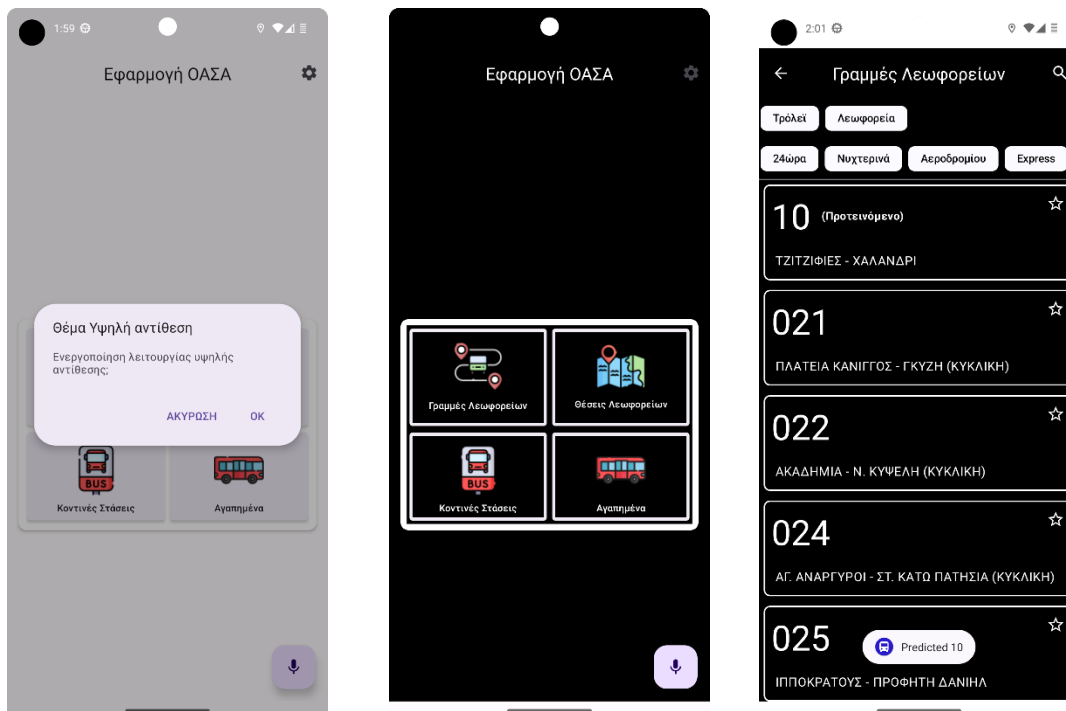 1:59
Εφαρμογή ΟΑΣΑ
Θέμα Υψηλή αντίθεση
Ενεργοποίηση λειτουργίας υψηλής
αντίθεσης;
ΑΚΥΡΩΣΗ ΟΚ
BUS
Κοντινές Στάσεις Αγαπημένα
Εφαρμογή ΟΑΣΑ
Γραμμές Λεωφορείων Θέσεις Λεωφορείων
BUS
Κοντινές Στάσεις Αγαπημένα
2:01
Γραμμές Λεωφορείων
Τρόλεϊ Λεωφορεία
24ώρα Νυχτερινά Αεροδρομίου Express
10 (Προτεινόμενο)
ΤΖΙΤΖΙΦΙΕΣ - ΧΑΛΑΝΔΡΙ
021
ΠΛΑΤΕΙΑ ΚΑΝΙΓΓΟΣ - ΓΚΥΖΗ (ΚΥΚΛΙΚΗ)
022
ΑΚΑΔΗΜΙΑ - Ν. ΚΥΨΕΛΗ (ΚΥΚΛΙΚΗ)
024
ΑΓ. ΑΝΑΡΓΥΡΟΙ - ΣΤ. ΚΑΤΩ ΠΑΤΗΣΙΑ (ΚΥΚΛΙΚΗ)
025
Predicted 10
ΙΠΠΟΚΡΑΤΟΥΣ - ΠΡΟΦΗΤΗ ΔΑΝΙΗΛ